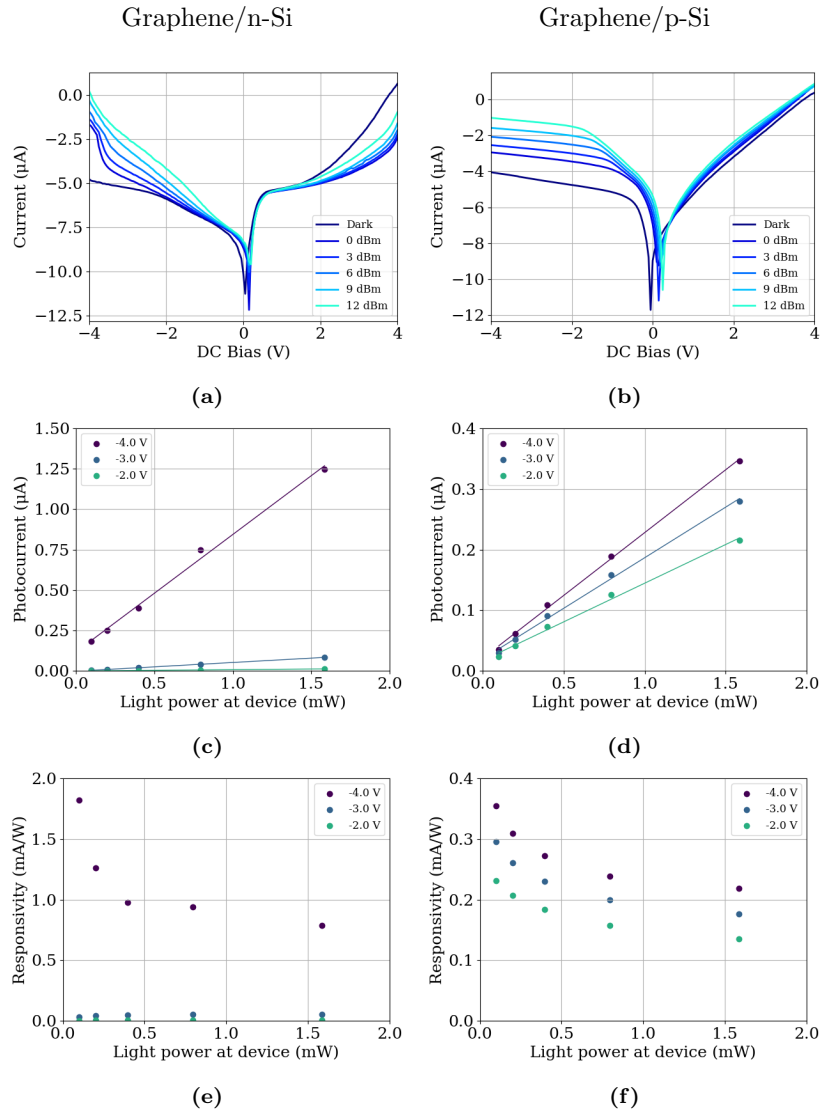 Graphene/n-Si
Graphene/p-Si
0.0
−2.5
−5.0
−7.5
−10.0
−12.5
Current (µA)
Dark
0 dBm
3 dBm
6 dBm
9 dBm
12 dBm
−4
−2
0
2
4
DC Bias (V)
(a)
0
−2
−4
−6
−8
−10
−12
Current (µA)
Dark
0 dBm
3 dBm
6 dBm
9 dBm
12 dBm
−4
−2
0
2
4
DC Bias (V)
(b)
1.50
1.25
1.00
0.75
0.50
0.25
0.00
Photocurrent (µA)
-4.0 V
-3.0 V
-2.0 V
0.0
0.5
1.0
1.5
2.0
Light power at device (mW)
(c)
0.4
0.3
0.2
0.1
0.0
Photocurrent (µA)
-4.0 V
-3.0 V
-2.0 V
0.0
0.5
1.0
1.5
2.0
Light power at device (mW)
(d)
2.0
1.5
1.0
0.5
0.0
Responsivity (mA/W)
-4.0 V
-3.0 V
-2.0 V
0.0
0.5
1.0
1.5
2.0
Light power at device (mW)
(e)
0.4
0.3
0.2
0.1
0.0
Responsivity (mA/W)
-4.0 V
-3.0 V
-2.0 V
0.0
0.5
1.0
1.5
2.0
Light power at device (mW)
(f)